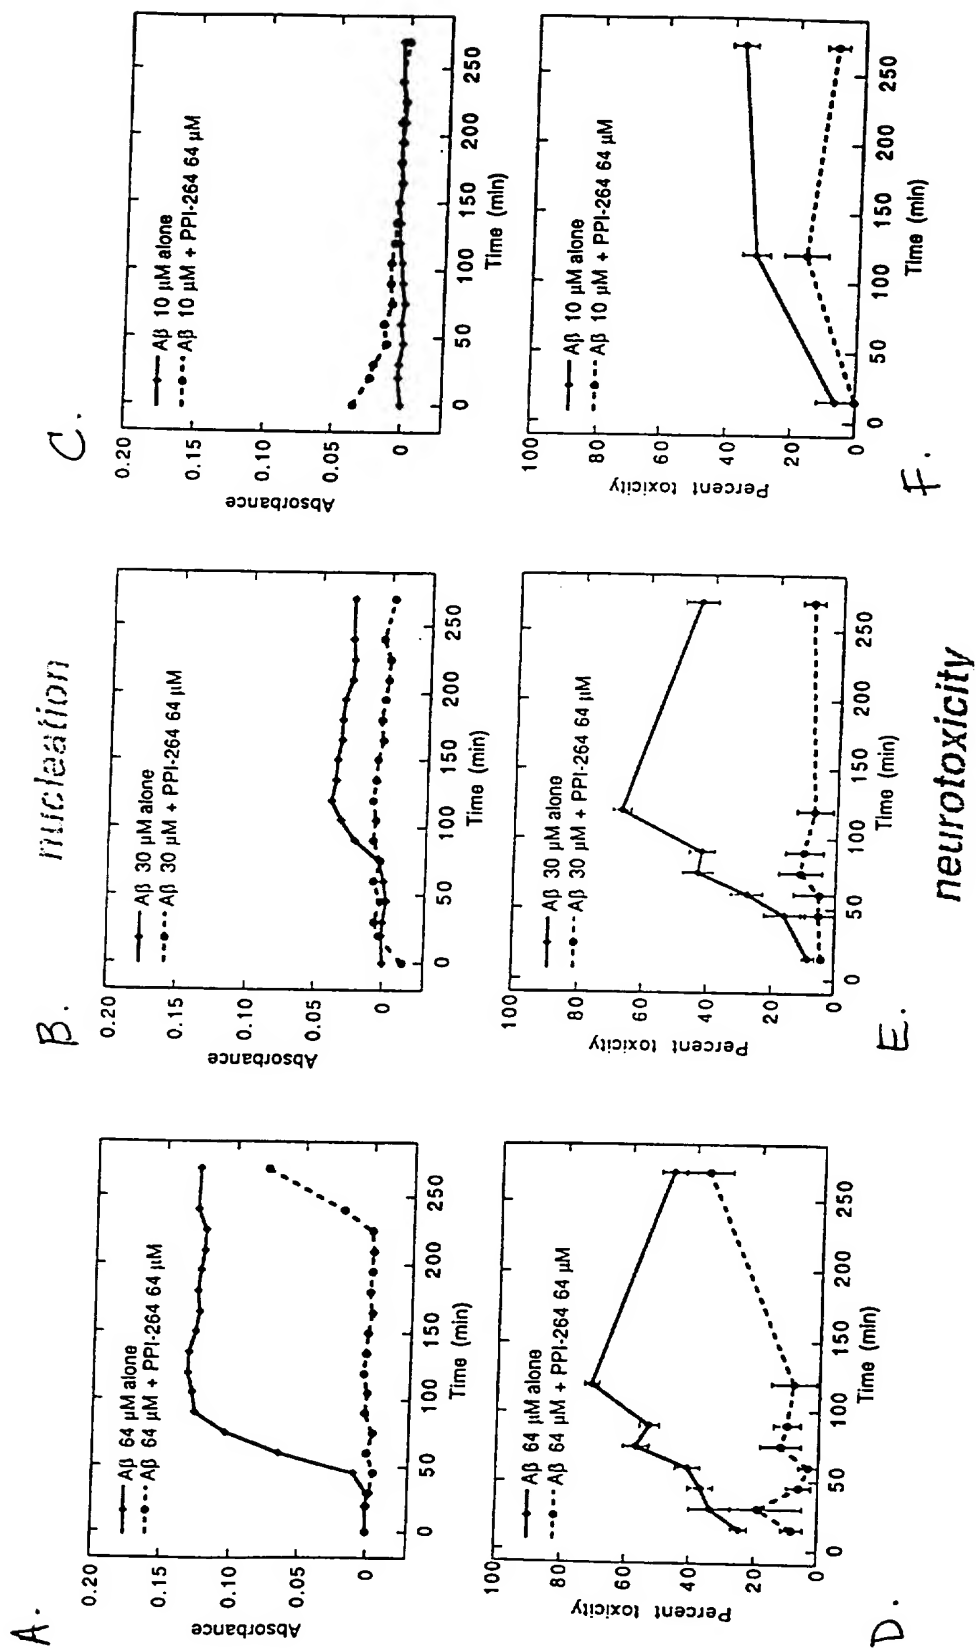 nucleation
A.
0.20
0.15
0.10
0.05
0
Absorbance
Aβ 64 μM alone
Aβ 64 μM + PPI-264 64 μM
0 50 100 150 200 250
Time (min)
B.
0.20
0.15
0.10
0.05
0
Absorbance
Aβ 30 μM alone
Aβ 30 μM + PPI-264 64 μM
0 50 100 150 200 250
Time (min)
C.
0.20
0.15
0.10
0.05
0
Absorbance
Aβ 10 μM alone
Aβ 10 μM + PPI-264 64 μM
0 50 100 150 200 250
Time (min)
D.
100
80
60
40
20
0
Percent toxicity
Aβ 64 μM alone
Aβ 64 μM + PPI-264 64 μM
0 50 100 150 200 250
Time (min)
E.
100
80
60
40
20
0
Percent toxicity
Aβ 30 μM alone
Aβ 30 μM + PPI-264 64 μM
0 50 100 150 200 250
Time (min)
F.
100
80
60
40
20
0
Percent toxicity
Aβ 10 μM alone
Aβ 10 μM + PPI-264 64 μM
0 50 100 150 200 250
Time (min)
neurotoxicity